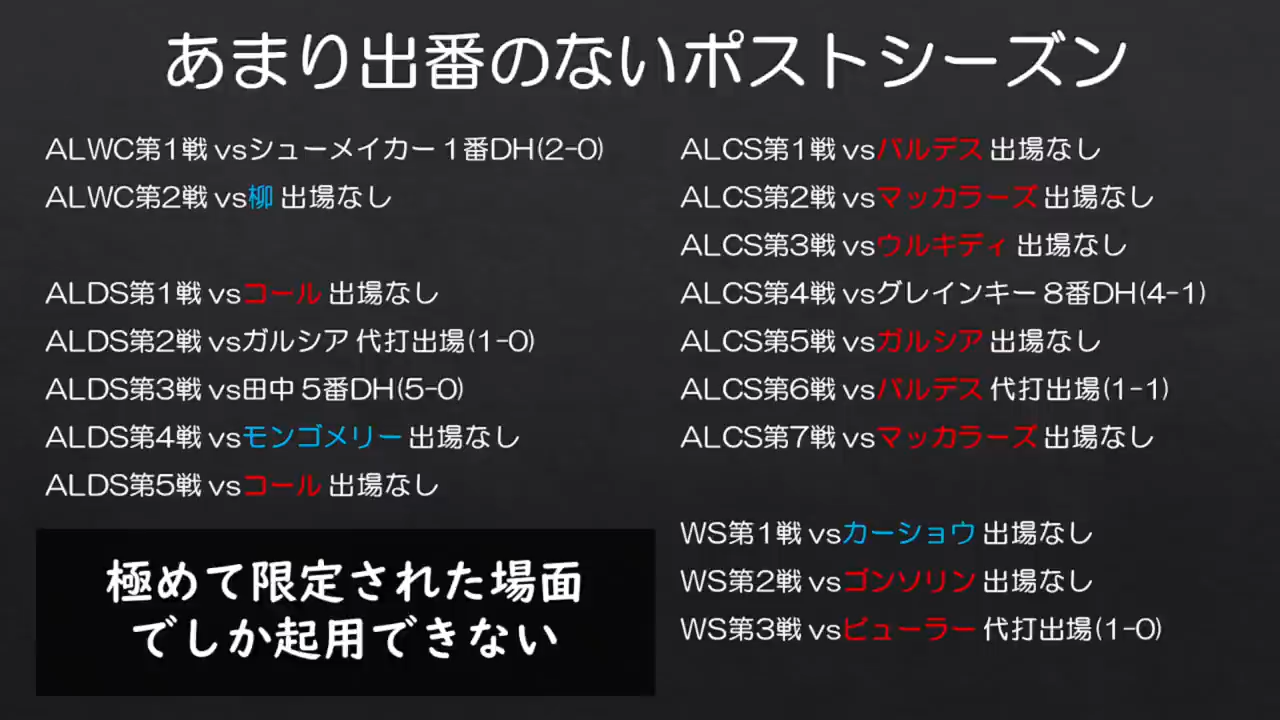 あまり出番のないポストシーズン
ALWC第1戦 vsシューメイカー 1番DH(2-0)
ALWC第2戦 vs柳 出場なし
ALDS第1戦 vsコール 出場なし
ALDS第2戦 vsガルシア 代打出場(1-0)
ALDS第3戦 vs田中 5番DH(5-0)
ALDS第4戦 vsモンゴメリー 出場なし
ALDS第5戦 vsコール 出場なし
極めて限定された場面
でしか起用できない
ALCS第1戦 vsバルデス 出場なし
ALCS第2戦 vsマッカラーズ 出場なし
ALCS第3戦 vsウルキディ 出場なし
ALCS第4戦 vsグレインキー 8番DH(4-1)
ALCS第5戦 vsガルシア 出場なし
ALCS第6戦 vsバルデス 代打出場(1-1)
ALCS第7戦 vsマッカラーズ 出場なし
WS第1戦 vsカーショウ 出場なし
WS第2戦 vsゴンソリン 出場なし
WS第3戦 vsビューラー 代打出場(1-0)